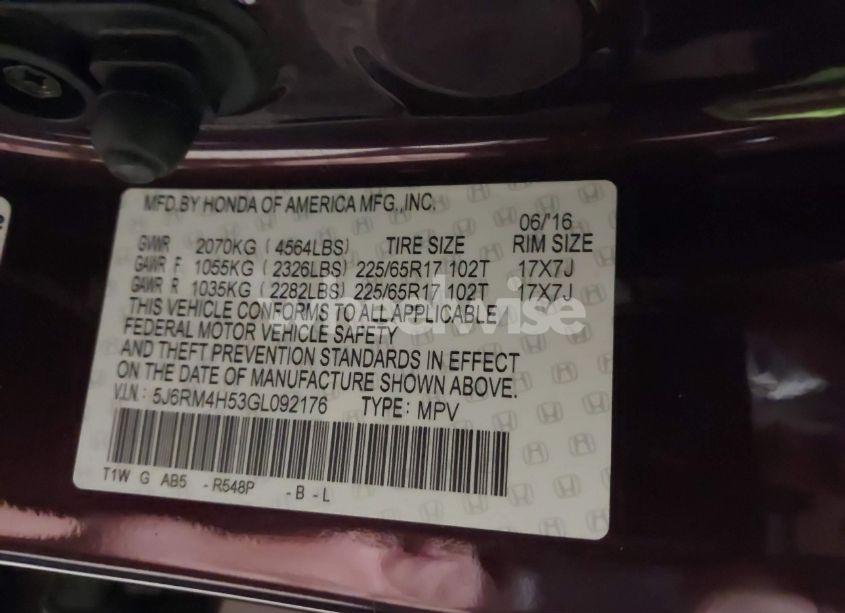 MFD.BY HONDA OF AMERICA MFG.,INC.
06/'16
GVWR 2070KG ( 4564LBS) TIRE SIZE RIM SIZE
GAWR F 1055KG ( 2326LBS) 225/65R17 102T 17X7J
GAWR R 1035KG ( 2282LBS) 225/65R17 102T 17X7J
THIS VEHICLE CONFORMS TO ALL APPLICABLE
FEDERAL MOTOR VEHICLE SAFETY
AND THEFT PREVENTION STANDARDS IN EFFECT
ON THE DATE OF MANUFACTURE SHOWN ABOVE.
V.I.N.: 5J6RM4H53GL092176 TYPE: MPV
T1W G AB5 - R548P - B - L